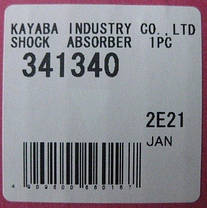 KAYABA INDUSTRY CO.,LTD
SHOCK ABSORBER 1PC
341340
2E21
JAN